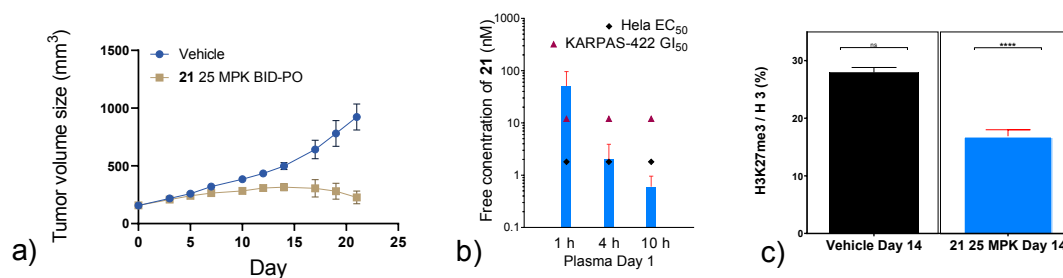 a)
Tumor volume size (mm³)
1500
1000
500
0
0 5 10 15 20 25
Day
Vehicle
21 25 MPK BID-PO
b)
Free concentration of 21 (nM)
1000
100
10
1
0.1
Hela EC₅₀
KARPAS-422 GI₅₀
1 h 4 h 10 h
Plasma Day 1
c)
H3K27me3 / H 3 (%)
30
20
10
0
ns
****
Vehicle Day 14
21 25 MPK Day 14